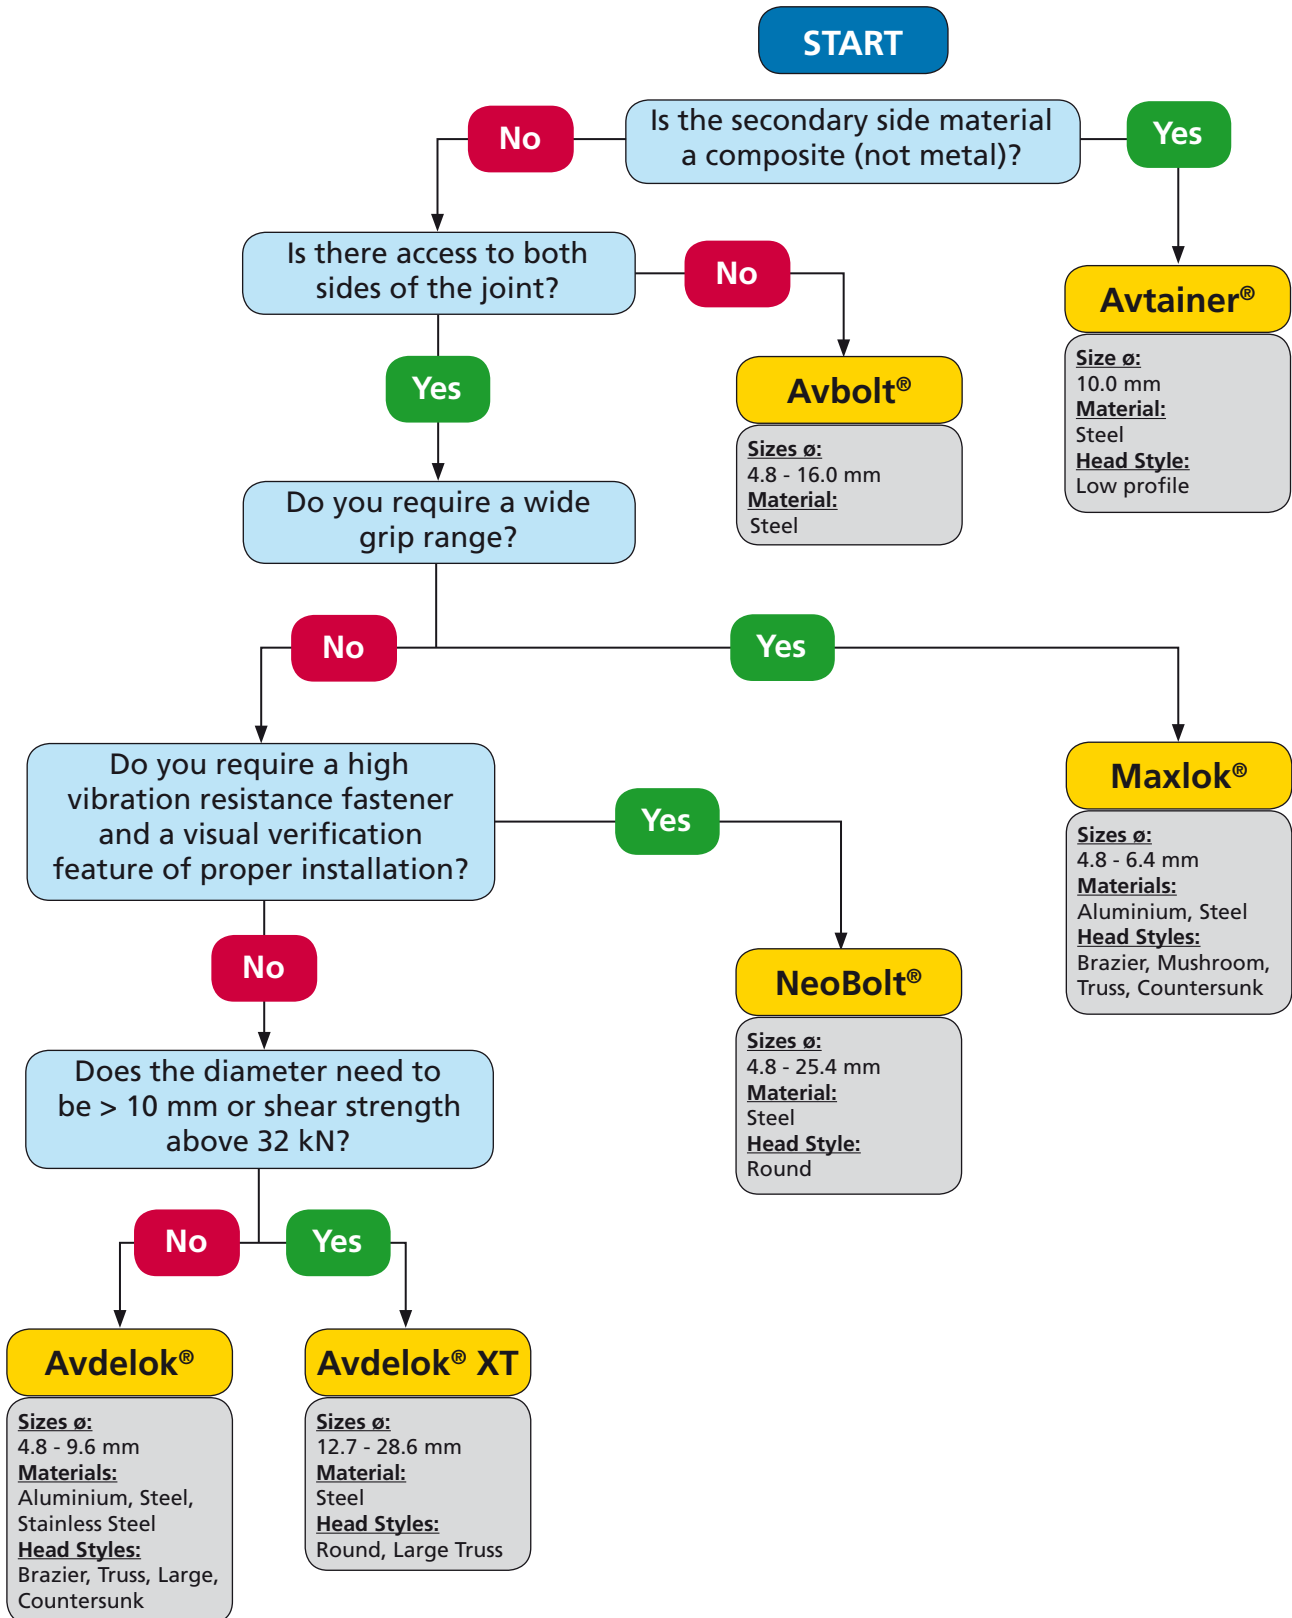 START
No
Is the secondary side material
a composite (not metal)?
Yes
Is there access to both
sides of the joint?
No
Avtainer®
Size ø:
10.0 mm
Material:
Steel
Head Style:
Low profile
Yes
Avbolt®
Sizes ø:
4.8 - 16.0 mm
Material:
Steel
Do you require a wide
grip range?
No
Yes
Do you require a high
vibration resistance fastener
and a visual verification
feature of proper installation?
Yes
Maxlok®
Sizes ø:
4.8 - 6.4 mm
Materials:
Aluminium, Steel
Head Styles:
Brazier, Mushroom,
Truss, Countersunk
No
NeoBolt®
Sizes ø:
4.8 - 25.4 mm
Material:
Steel
Head Style:
Round
Does the diameter need to
be > 10 mm or shear strength
above 32 kN?
No
Yes
Avdelok®
Sizes ø:
4.8 - 9.6 mm
Materials:
Aluminium, Steel,
Stainless Steel
Head Styles:
Brazier, Truss, Large,
Countersunk
Avdelok® XT
Sizes ø:
12.7 - 28.6 mm
Material:
Steel
Head Styles:
Round, Large Truss